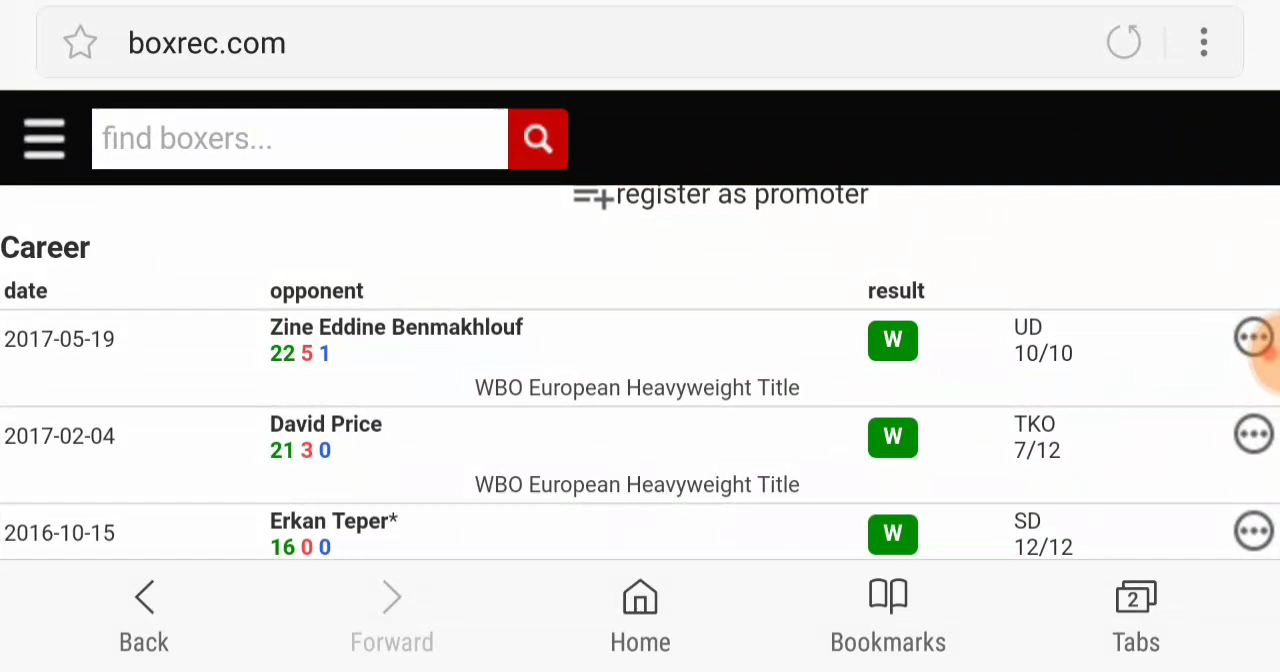 boxrec.com
find boxers...
register as promoter
Career
date opponent result
2017-05-19 Zine Eddine Benmakhlouf W UD
22 5 1 10/10
WBO European Heavyweight Title
2017-02-04 David Price W TKO
21 3 0 7/12
WBO European Heavyweight Title
2016-10-15 Erkan Teper* W SD
16 0 0 12/12
2
Back Forward Home Bookmarks Tabs